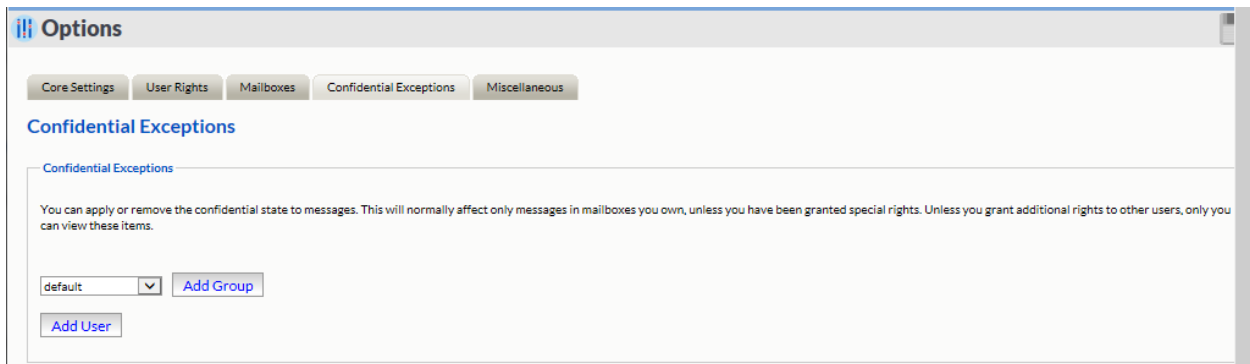 Options
Core Settings User Rights Mailboxes Confidential Exceptions Miscellaneous
Confidential Exceptions
Confidential Exceptions
You can apply or remove the confidential state to messages. This will normally affect only messages in mailboxes you own, unless you have been granted special rights. Unless you grant additional rights to other users, only you
can view these items.
default Add Group
Add User